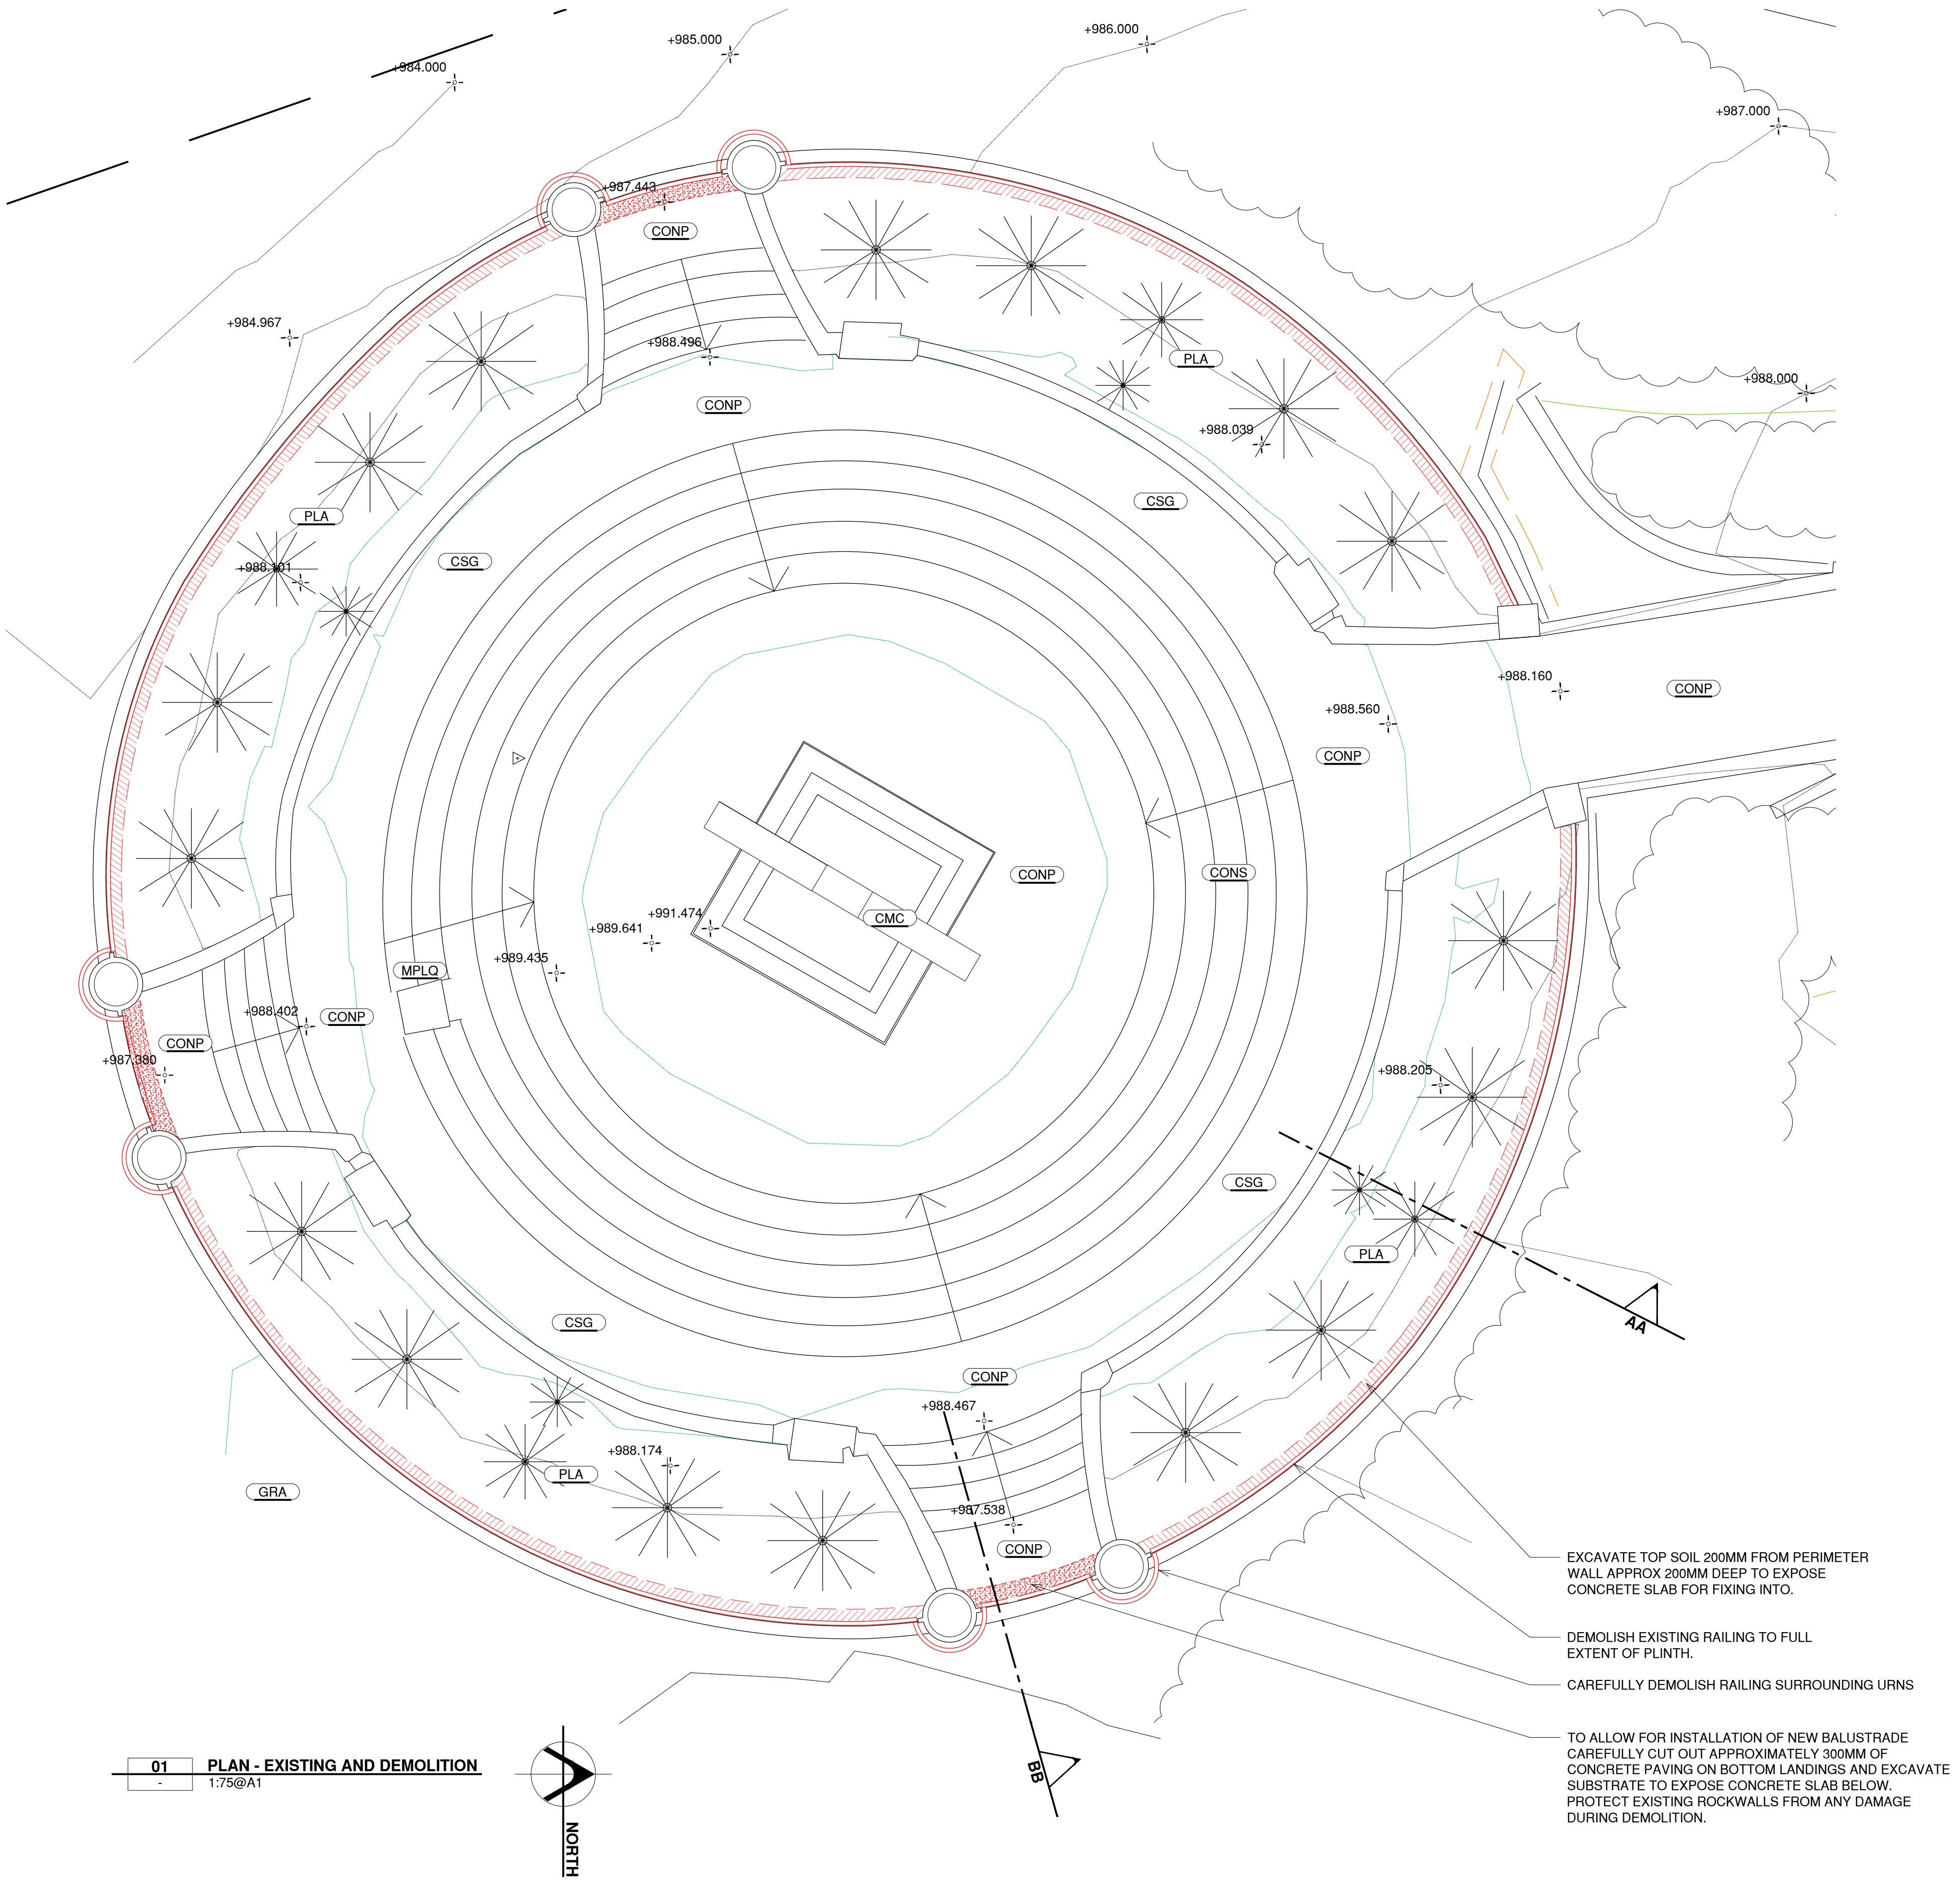 +986.000
+985.000
+984.000
+987.000
+987.443
CONP
+984.967
+988.496
PLA
+988.000
CONP
+988.039
CSG
PLA
CSG
+988.101
+988.160
CONP
+988.560
CONP
CONP
CONS
CMC
+991.474
+989.641
+989.435
MPLQ
+988.402
CONP
CONP
+987.380
+988.205
CSG
PLA
CSG
CONP
+988.467
+988.174
PLA
GRA
+987.538
CONP
AA
BB
EXCAVATE TOP SOIL 200MM FROM PERIMETER
WALL APPROX 200MM DEEP TO EXPOSE
CONCRETE SLAB FOR FIXING INTO.
DEMOLISH EXISTING RAILING TO FULL
EXTENT OF PLINTH.
CAREFULLY DEMOLISH RAILING SURROUNDING URNS
TO ALLOW FOR INSTALLATION OF NEW BALUSTRADE
CAREFULLY CUT OUT APPROXIMATELY 300MM OF
CONCRETE PAVING ON BOTTOM LANDINGS AND EXCAVATE
SUBSTRATE TO EXPOSE CONCRETE SLAB BELOW.
PROTECT EXISTING ROCKWALLS FROM ANY DAMAGE
DURING DEMOLITION.
01
-
PLAN - EXISTING AND DEMOLITION
1:75@A1
NORTH